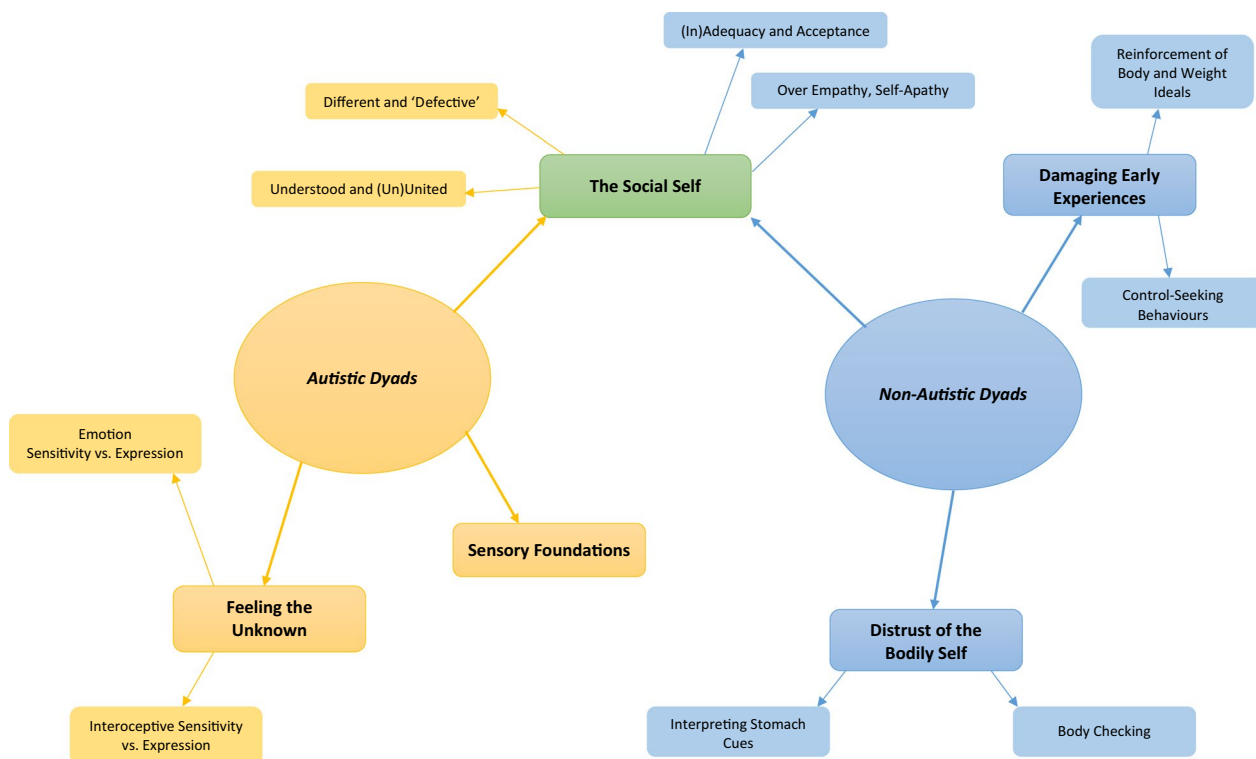 (In)Adequacy and Acceptance
Reinforcement of
Body and Weight
Ideals
Different and ‘Defective’
Over Empathy, Self-Apathy
Understood and (Un)United
The Social Self
Damaging Early
Experiences
Control-Seeking
Behaviours
Autistic Dyads
Non-Autistic Dyads
Emotion
Sensitivity vs. Expression
Sensory Foundations
Feeling the
Unknown
Distrust of the
Bodily Self
Interoceptive Sensitivity
vs. Expression
Interpreting Stomach
Cues
Body Checking